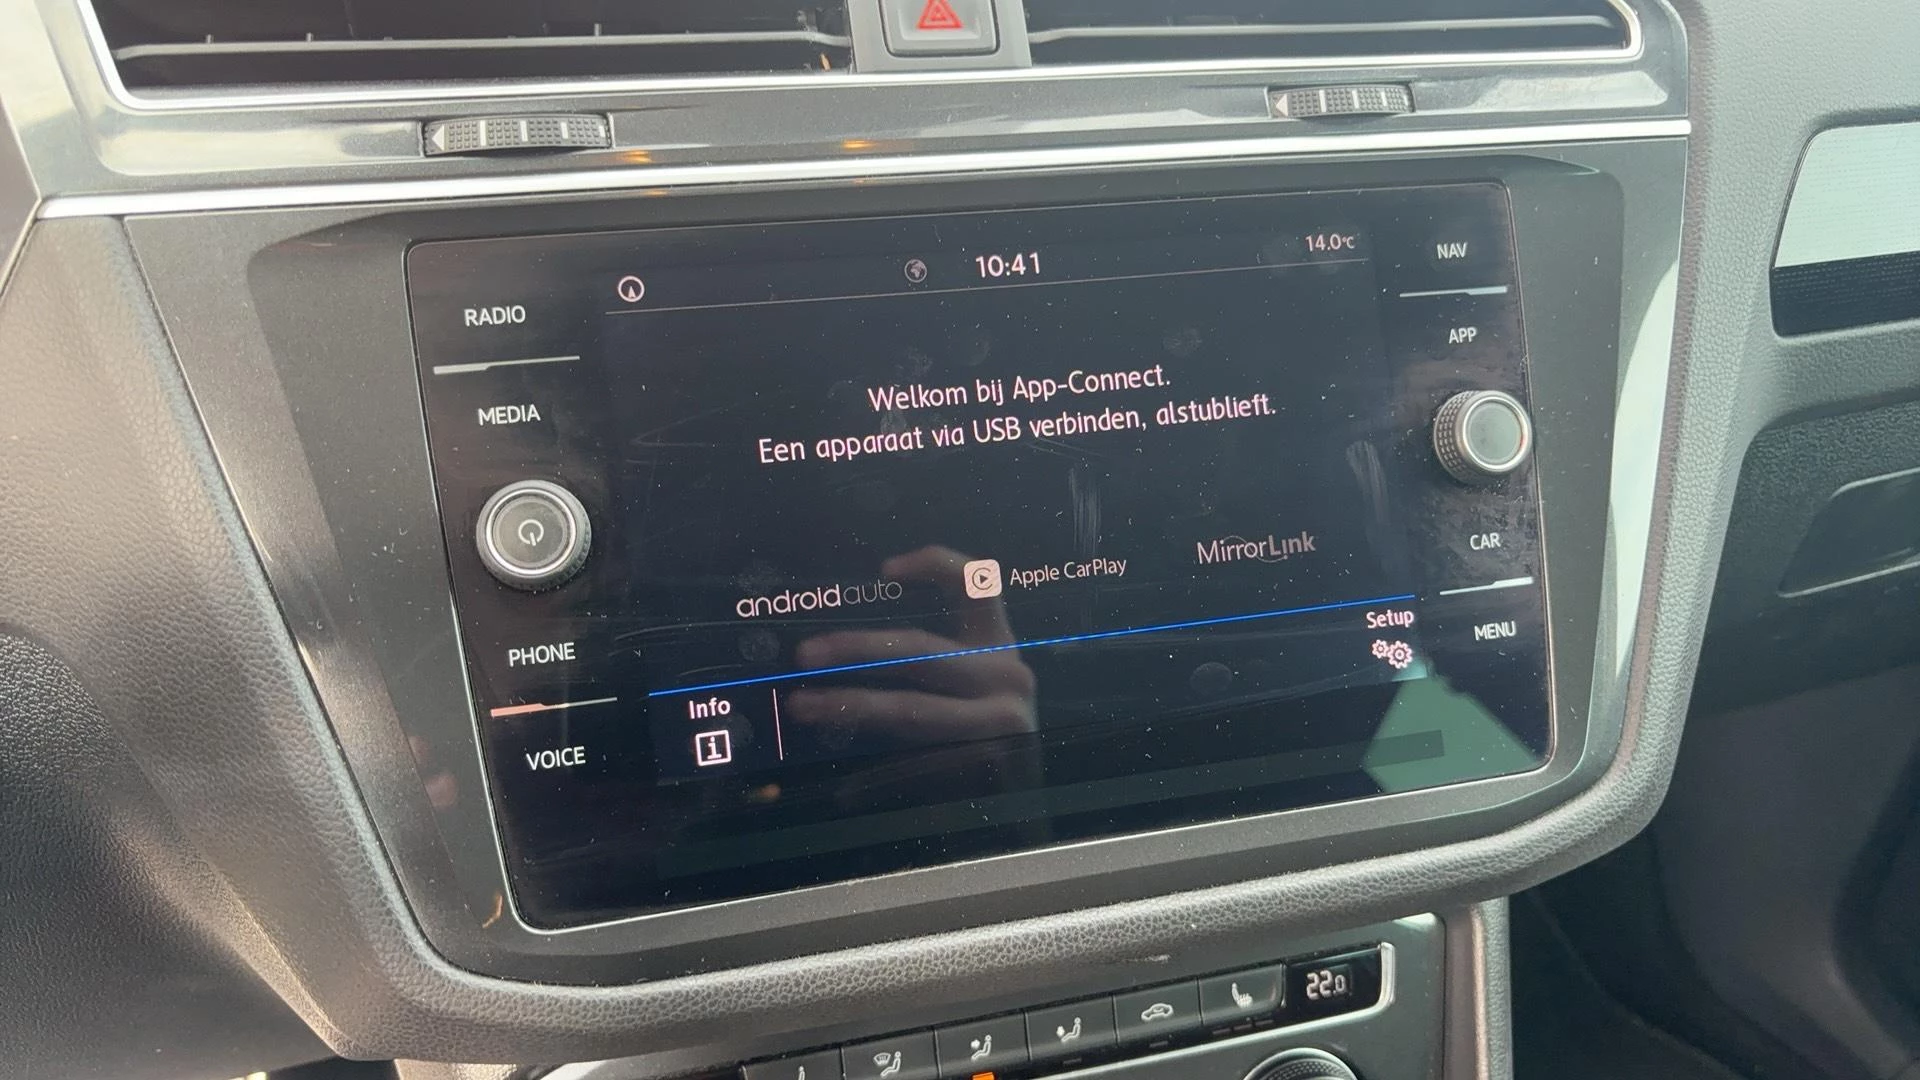 10:41
14.0°C
RADIO
MEDIA
PHONE
VOICE
Welkom bij App-Connect.
Een apparaat via USB verbinden, alstublieft.
androidauto
Apple CarPlay
MirrorLink
Info
i
Setup
NAV
APP
CAR
MENU
22.0